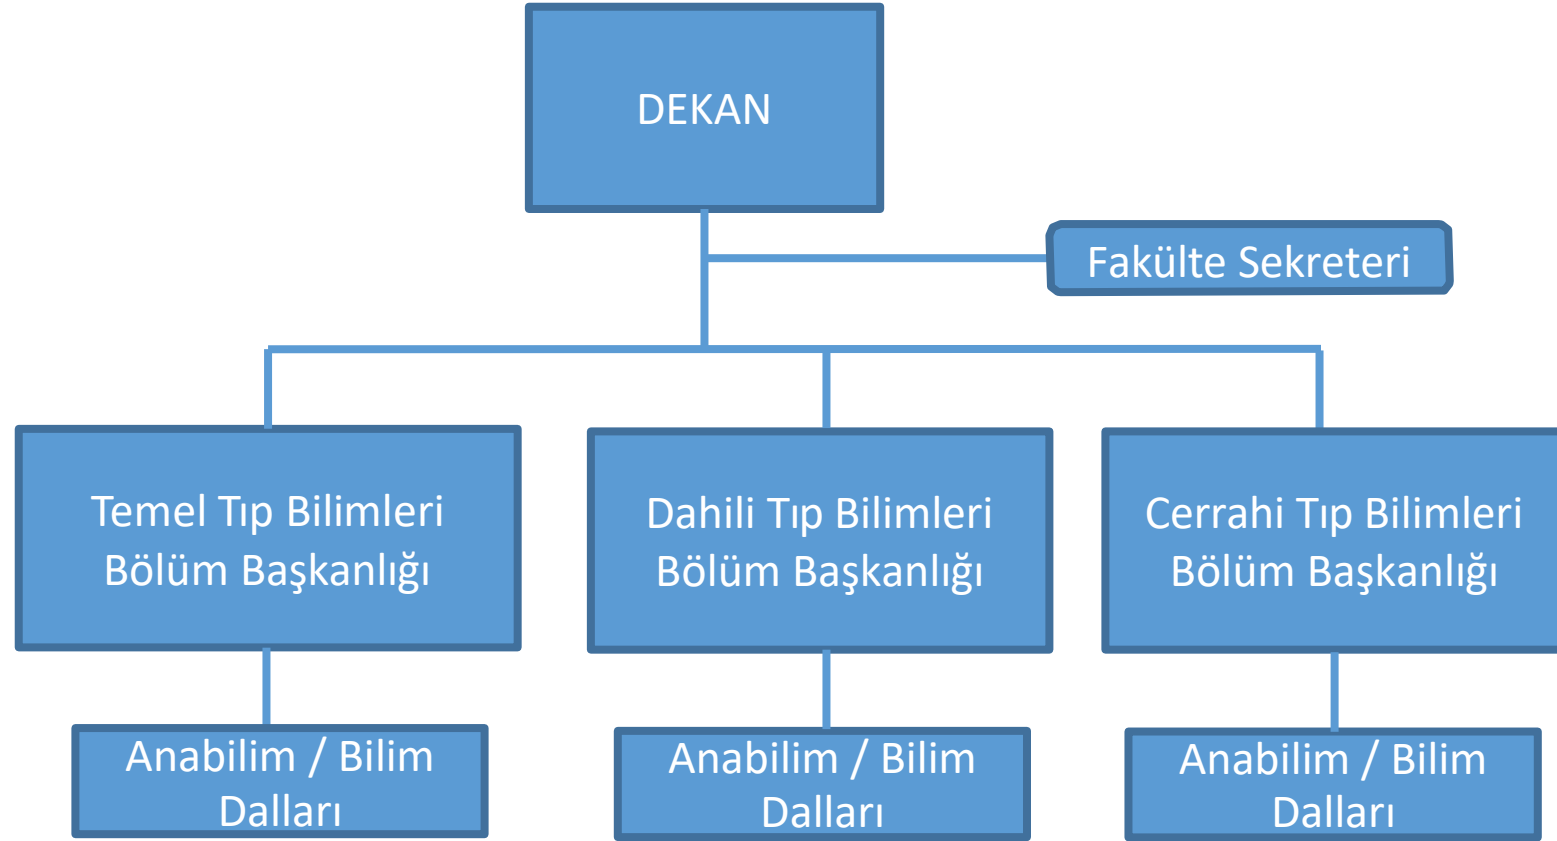 DEKAN
Fakülte Sekreteri
Temel Tıp Bilimleri
Bölüm Başkanlığı
Dahili Tıp Bilimleri
Bölüm Başkanlığı
Cerrahi Tıp Bilimleri
Bölüm Başkanlığı
Anabilim / Bilim
Dalları
Anabilim / Bilim
Dalları
Anabilim / Bilim
Dalları